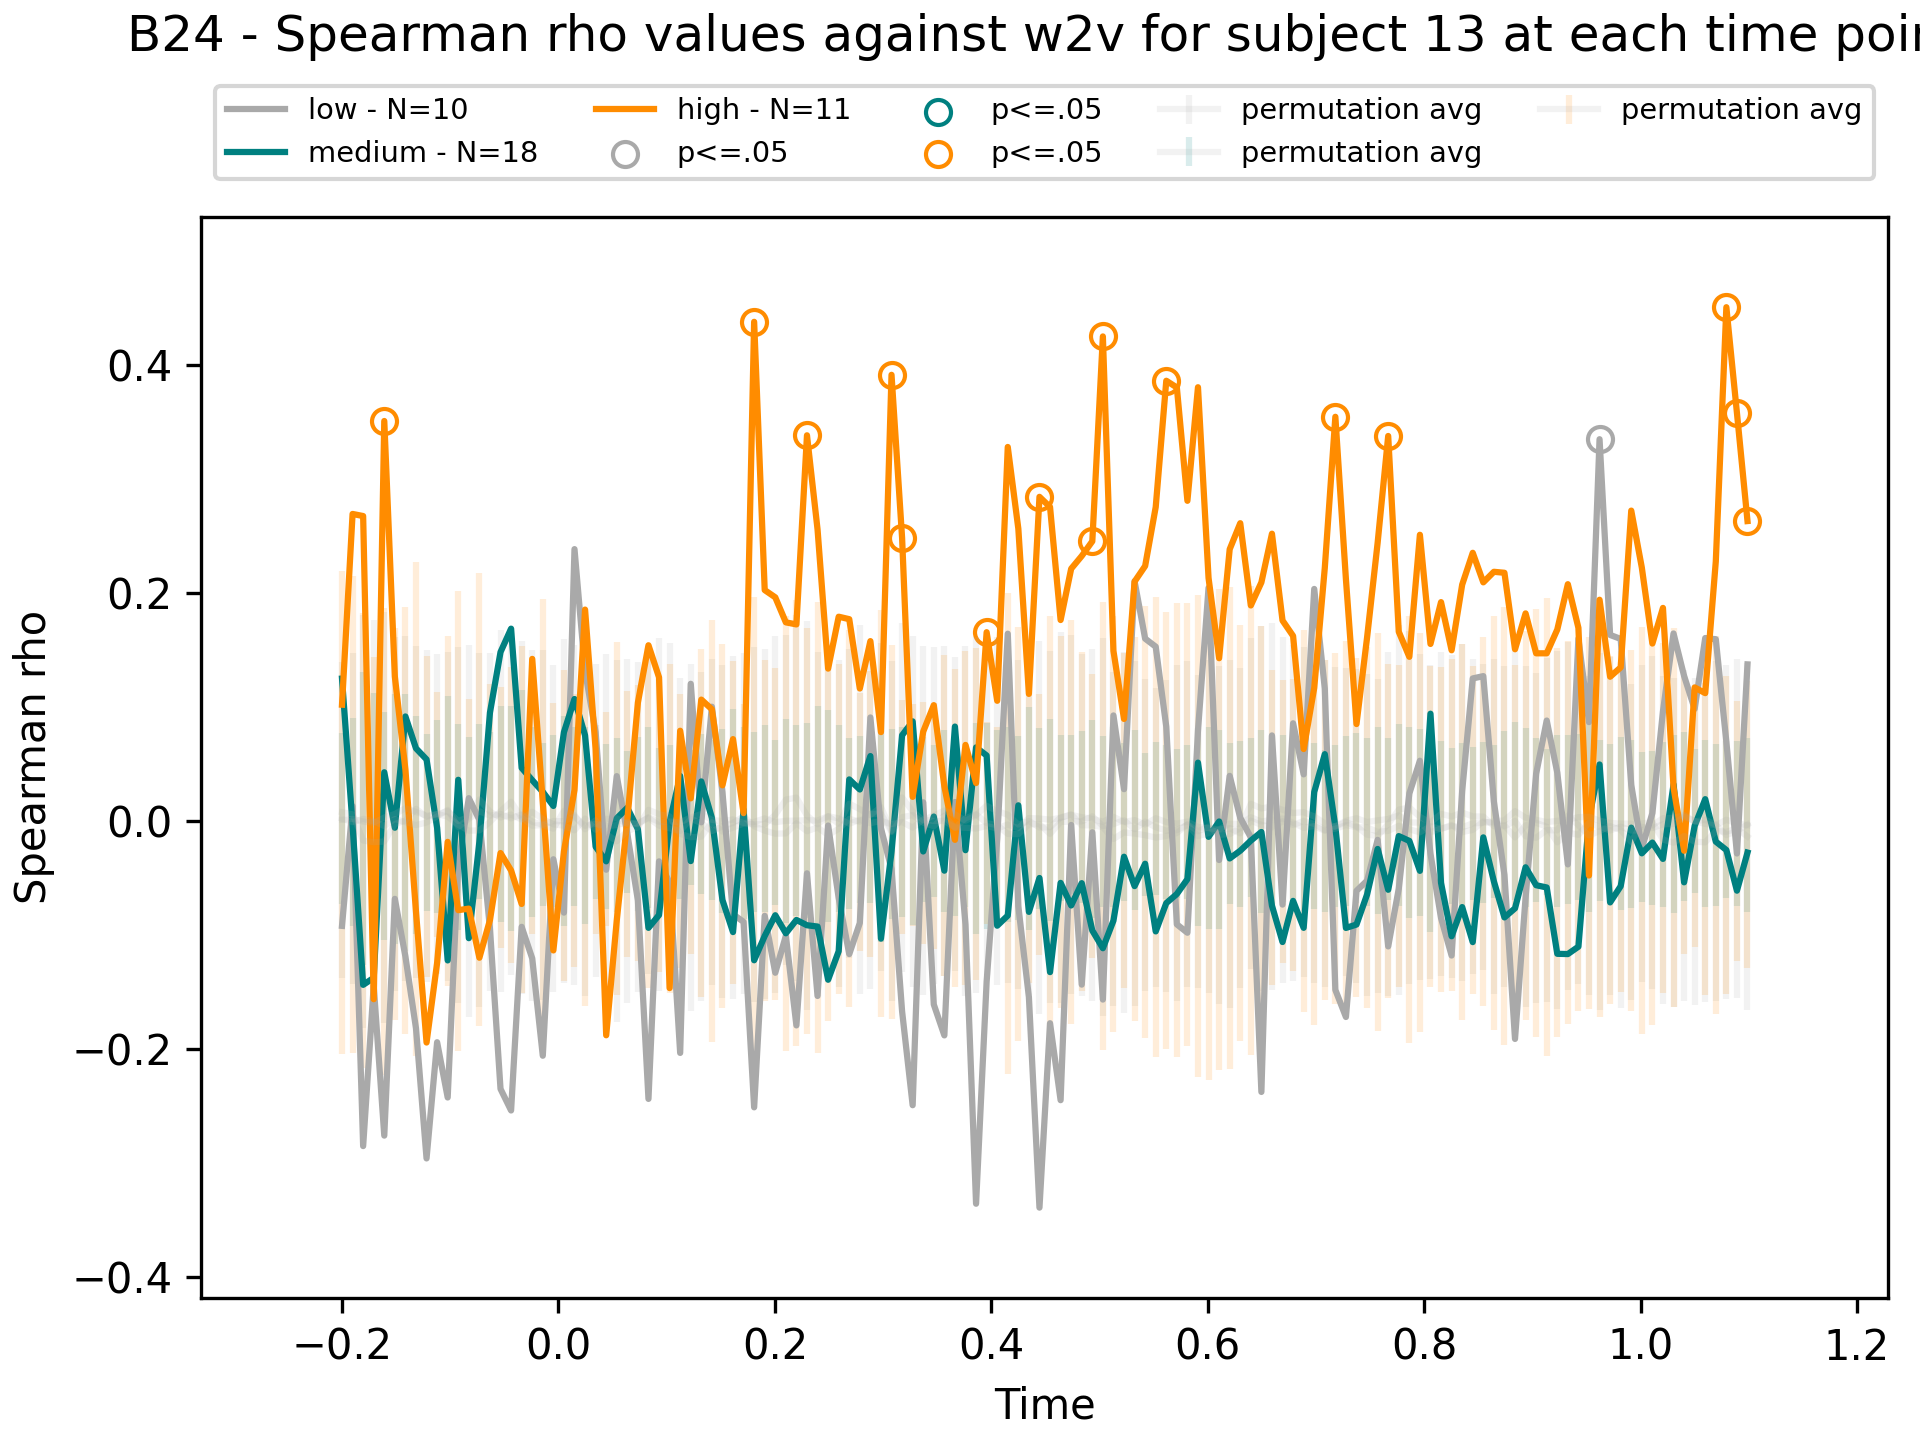 B24 - Spearman rho values against w2v for subject 13 at each time
low - N=10
medium - N=18
high - N=11
p<=.05
p<=.05
p<=.05
permutation avg
permutation avg
permutation avg
Spearman rho
0.4
0.2
0.0
−0.2
−0.4
−0.2
0.0
0.2
0.4
0.6
0.8
1.0
1.2
Time